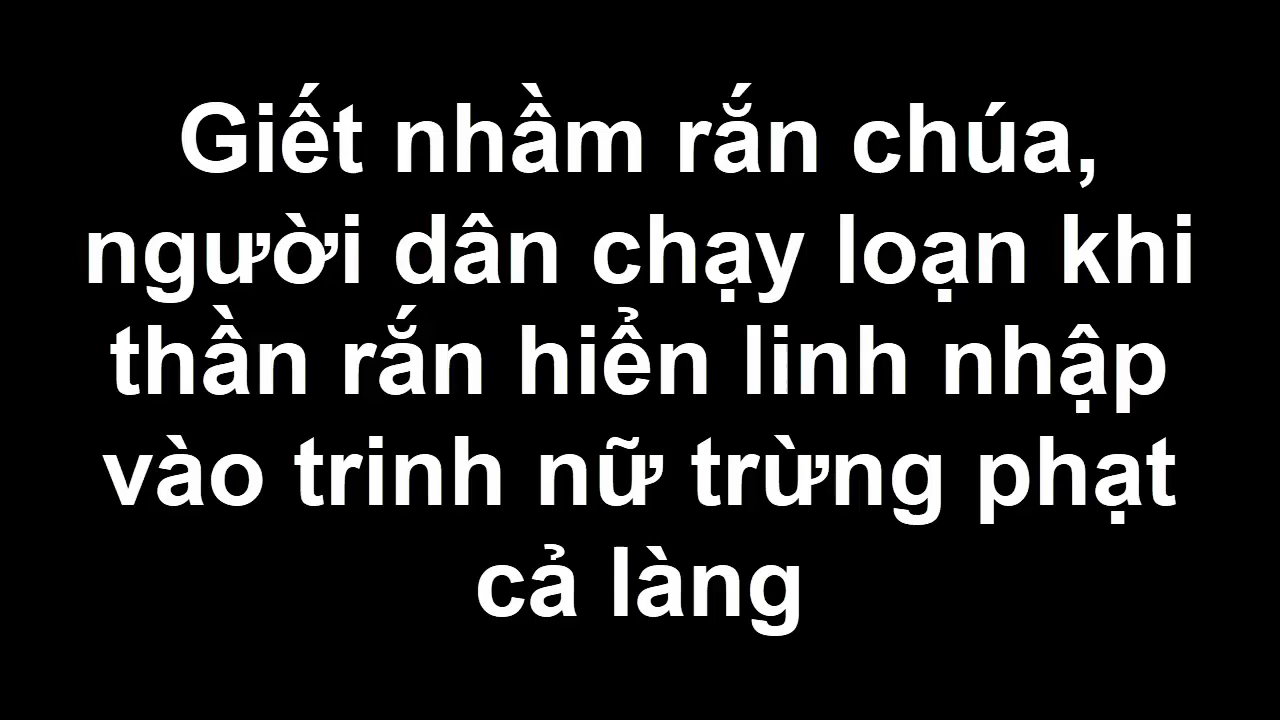 Giết nhầm rắn chúa,
người dân chạy loạn khi
thần rắn hiển linh nhập
vào trinh nữ trừng phạt
cả làng